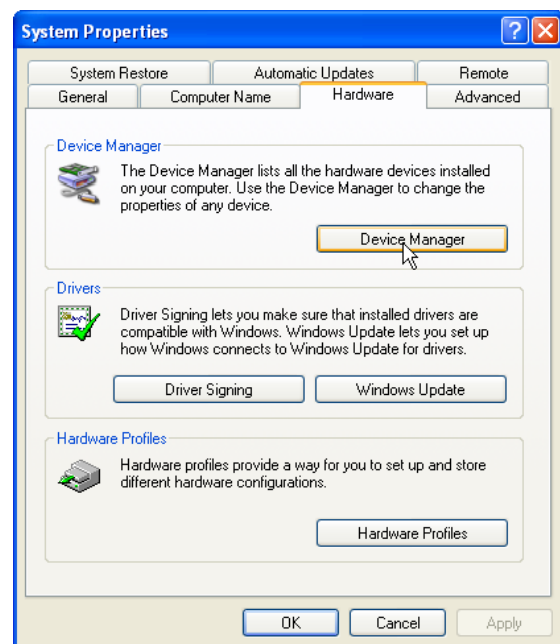 System Properties
System Restore
Automatic Updates
Remote
General
Computer Name
Hardware
Advanced
Device Manager
The Device Manager lists all the hardware devices installed
on your computer. Use the Device Manager to change the
properties of any device.
Device Manager
Drivers
Driver Signing lets you make sure that installed drivers are
compatible with Windows. Windows Update lets you set up
how Windows connects to Windows Update for drivers.
Driver Signing
Windows Update
Hardware Profiles
Hardware profiles provide a way for you to set up and store
different hardware configurations.
Hardware Profiles
OK
Cancel
Apply